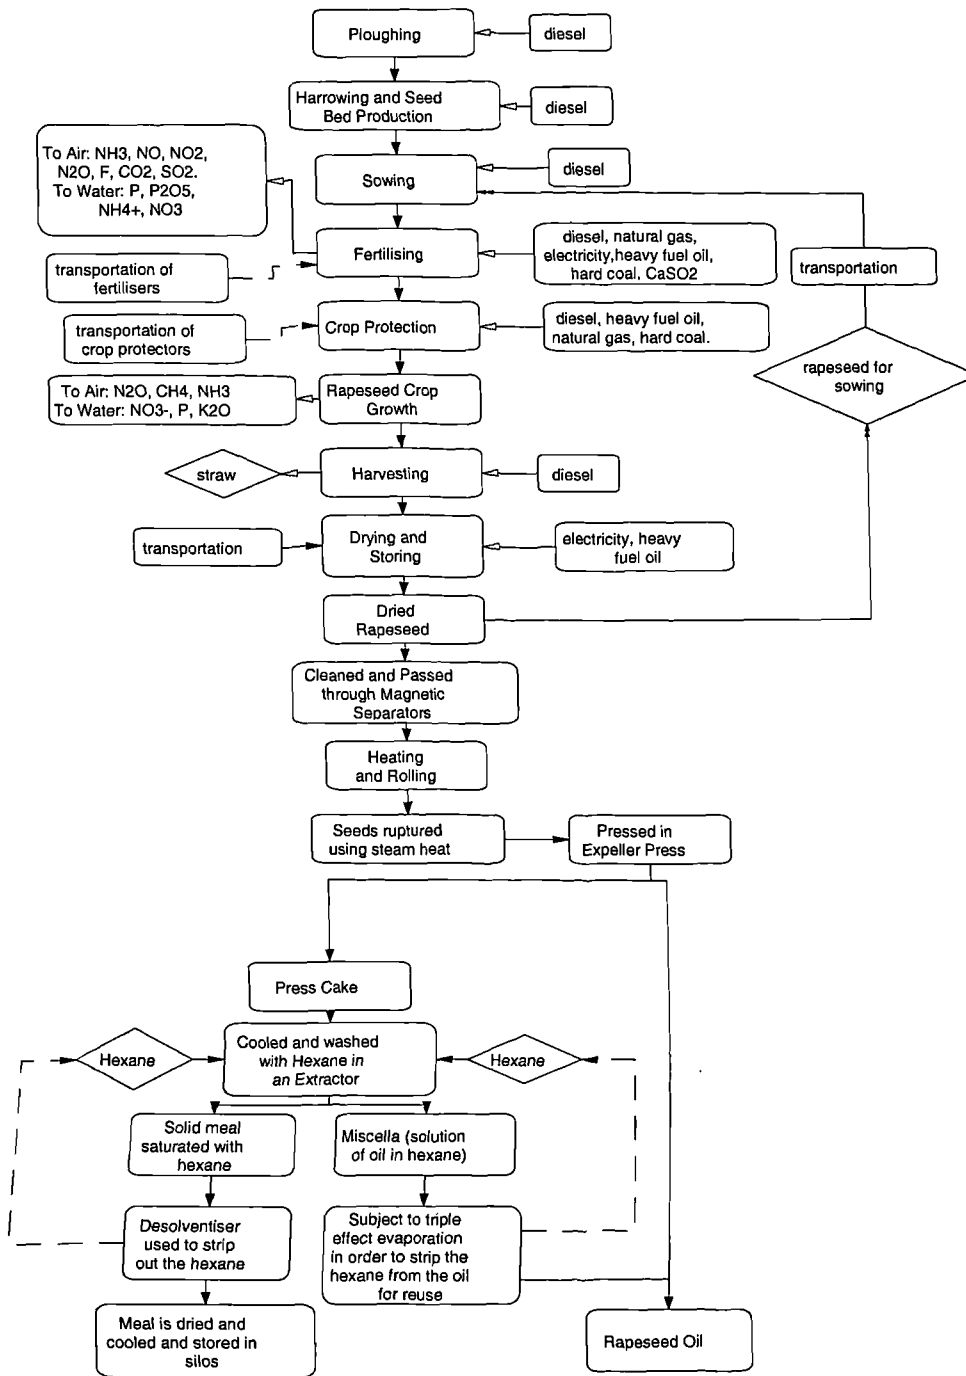 Ploughing
diesel
Harrowing and Seed
Bed Production
diesel
To Air: NH3, NO, NO2,
N2O, F, CO2, SO2.
To Water: P, P2O5,
NH4+, NO3
Sowing
diesel
Fertilising
diesel, natural gas,
electricity,heavy fuel oil,
hard coal, CaSO2
transportation
transportation of
fertilisers
transportation of
crop protectors
Crop Protection
diesel, heavy fuel oil,
natural gas, hard coal.
rapeseed for
sowing
To Air: N2O, CH4, NH3
To Water: NO3-, P, K2O
Rapeseed Crop
Growth
straw
Harvesting
diesel
transportation
Drying and
Storing
electricity, heavy
fuel oil
Dried
Rapeseed
Cleaned and Passed
through Magnetic
Separators
Heating
and Rolling
Seeds ruptured
using steam heat
Pressed in
Expeller Press
Press Cake
Hexane
Cooled and washed
with Hexane in
an Extractor
Hexane
Solid meal
saturated with
hexane
Miscella (solution
of oil in hexane)
Desolventiser
used to strip
out the hexane
Subject to triple
effect evaporation
in order to strip the
hexane from the oil
for reuse
Meal is dried and
cooled and stored in
silos
Rapeseed Oil